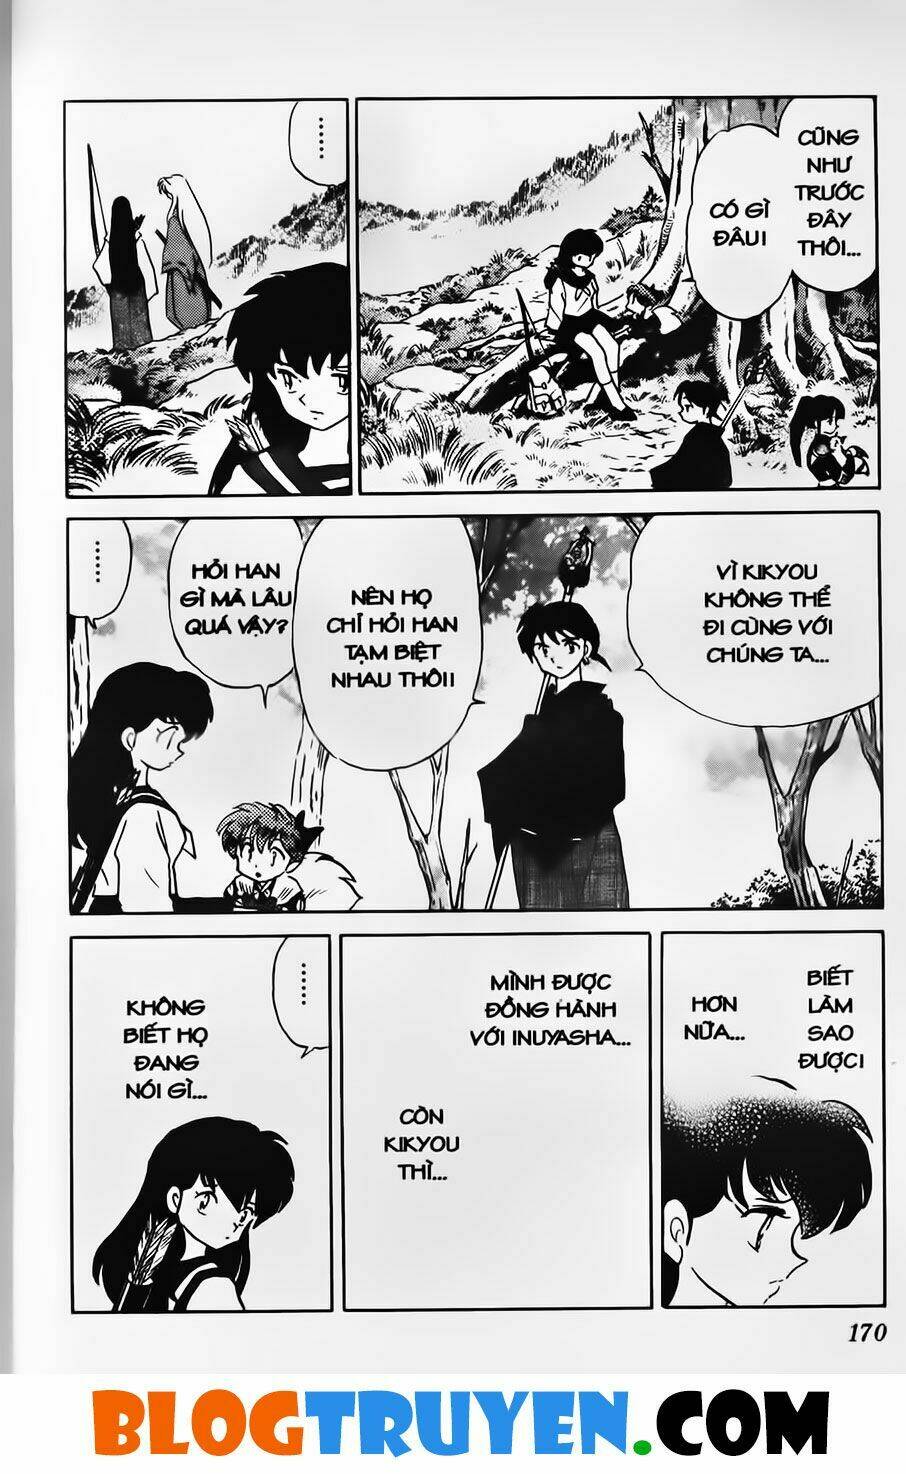 CŨNG
NHƯ
TRƯỚC
ĐÂY
THÔI...
CÓ GÌ
ĐÂU!
......
VÌ KIKYOU
KHÔNG THỂ
ĐI CÙNG VỚI
CHÚNG TA...
NÊN HỌ
CHỈ HỎI HAN
TẠM BIỆT
NHAU THÔI!
HỎI HAN
GÌ MÀ LÂU
QUÁ VẬY?
......
BIẾT
LÀM
SAO
ĐƯỢC!
HƠN
NỮA...
MÌNH ĐƯỢC
ĐỒNG HÀNH
VỚI INUYASHA...
CÒN
KIKYOU
THÌ...
......
KHÔNG
BIẾT HỌ
ĐANG
NÓI GÌ...
170
BLOGTRUYEN.COM